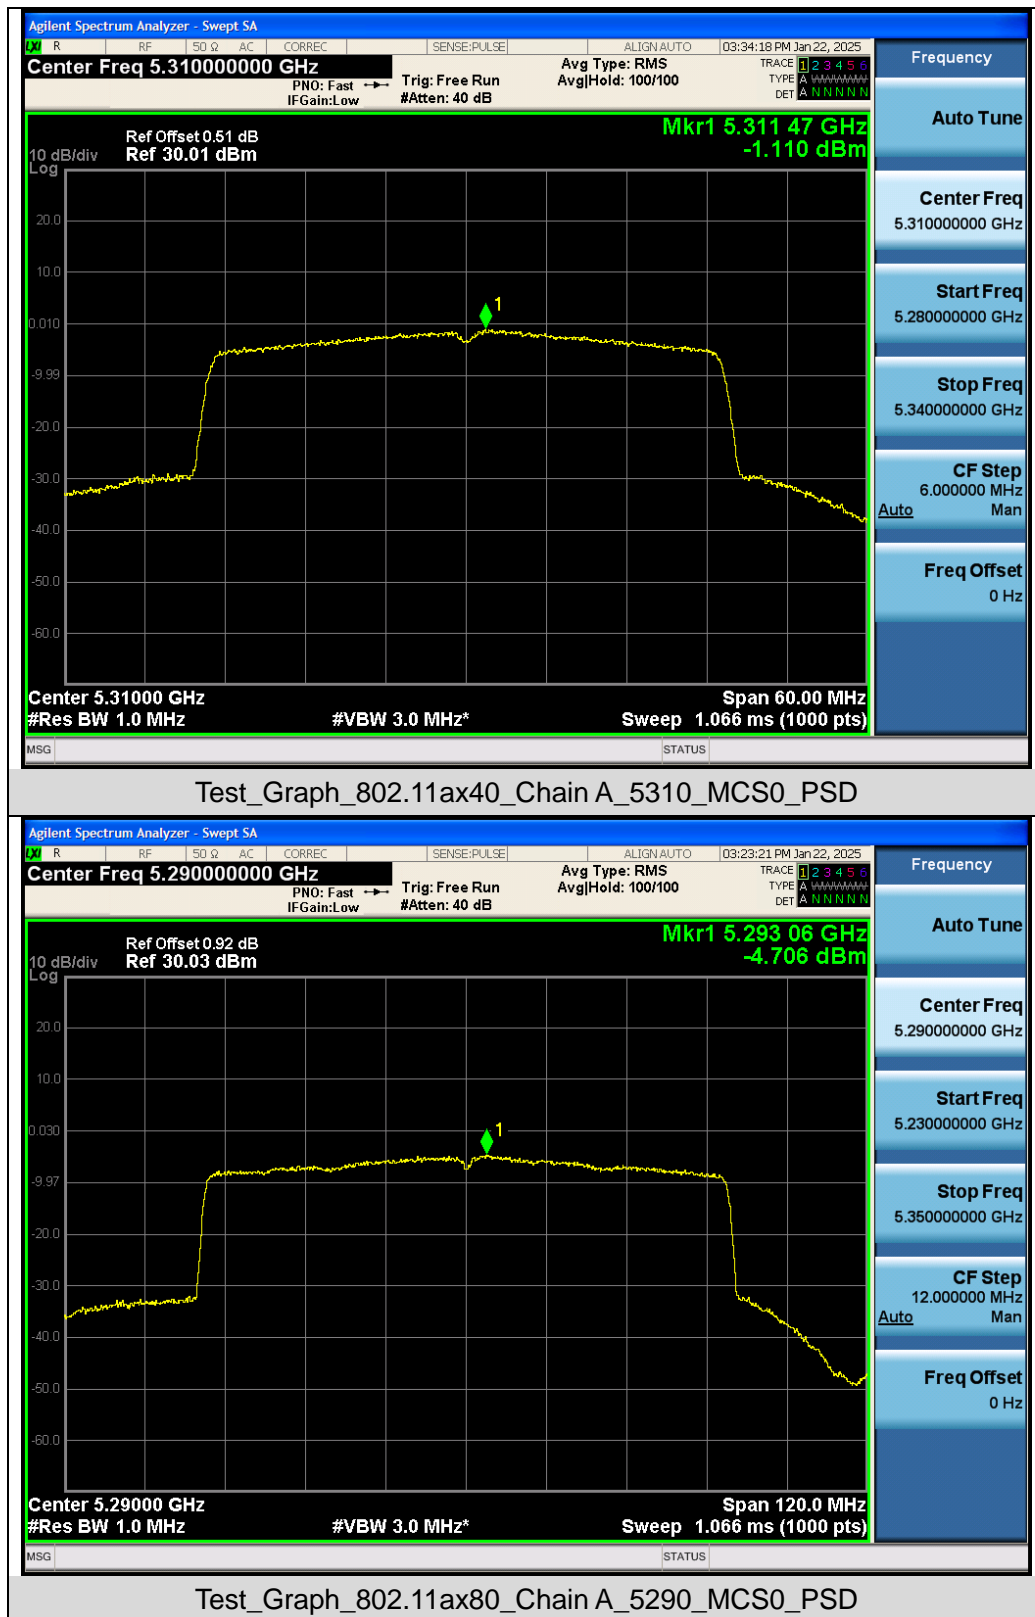 Agilent Spectrum Analyzer - Swept SA
LXI R RF 50 Ω AC CORREC SENSE:PULSE ALIGN AUTO 03:34:18 PM Jan 22, 2025
Center Freq 5.310000000 GHz
PNO: Fast
IFGain:Low
Trig: Free Run
#Atten: 40 dB
Avg Type: RMS
Avg|Hold: 100/100
TRACE 1 2 3 4 5 6
TYPE A WWWWW
DET A N N N N N
Frequency
Auto Tune
Center Freq
5.310000000 GHz
Start Freq
5.280000000 GHz
Stop Freq
5.340000000 GHz
CF Step
6.000000 MHz
Auto Man
Freq Offset
0 Hz
Mkr1 5.311 47 GHz
-1.110 dBm
Ref Offset 0.51 dB
10 dB/div Ref 30.01 dBm
Log
20.0
10.0
0.010
-9.99
-20.0
-30.0
-40.0
-50.0
-60.0
1
Center 5.31000 GHz Span 60.00 MHz
#Res BW 1.0 MHz #VBW 3.0 MHz* Sweep 1.066 ms (1000 pts)
MSG STATUS
Test_Graph_802.11ax40_Chain A_5310_MCS0_PSD
Agilent Spectrum Analyzer - Swept SA
LXI R RF 50 Ω AC CORREC SENSE:PULSE ALIGN AUTO 03:23:21 PM Jan 22, 2025
Center Freq 5.290000000 GHz
PNO: Fast
IFGain:Low
Trig: Free Run
#Atten: 40 dB
Avg Type: RMS
Avg|Hold: 100/100
TRACE 1 2 3 4 5 6
TYPE A WWWWW
DET A N N N N N
Frequency
Auto Tune
Center Freq
5.290000000 GHz
Start Freq
5.230000000 GHz
Stop Freq
5.350000000 GHz
CF Step
12.000000 MHz
Auto Man
Freq Offset
0 Hz
Mkr1 5.293 06 GHz
-4.706 dBm
Ref Offset 0.92 dB
10 dB/div Ref 30.03 dBm
Log
20.0
10.0
0.030
-9.97
-20.0
-30.0
-40.0
-50.0
-60.0
1
Center 5.29000 GHz Span 120.0 MHz
#Res BW 1.0 MHz #VBW 3.0 MHz* Sweep 1.066 ms (1000 pts)
MSG STATUS
Test_Graph_802.11ax80_Chain A_5290_MCS0_PSD